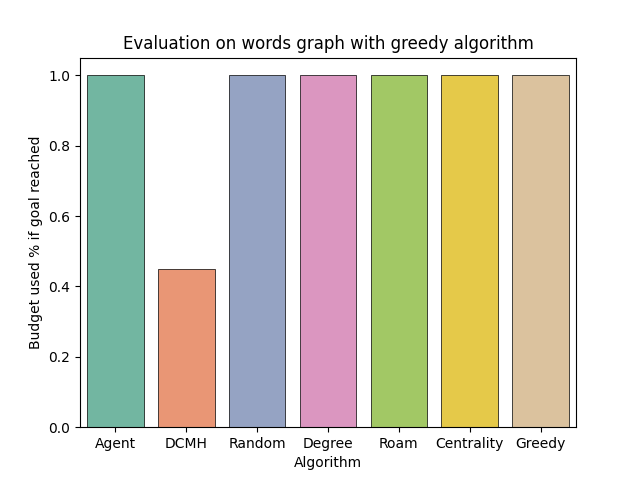 Evaluation on words graph with greedy algorithm
Budget used % if goal reached
1.0
0.8
0.6
0.4
0.2
0.0
Agent DCMH Random Degree Roam Centrality Greedy
Algorithm